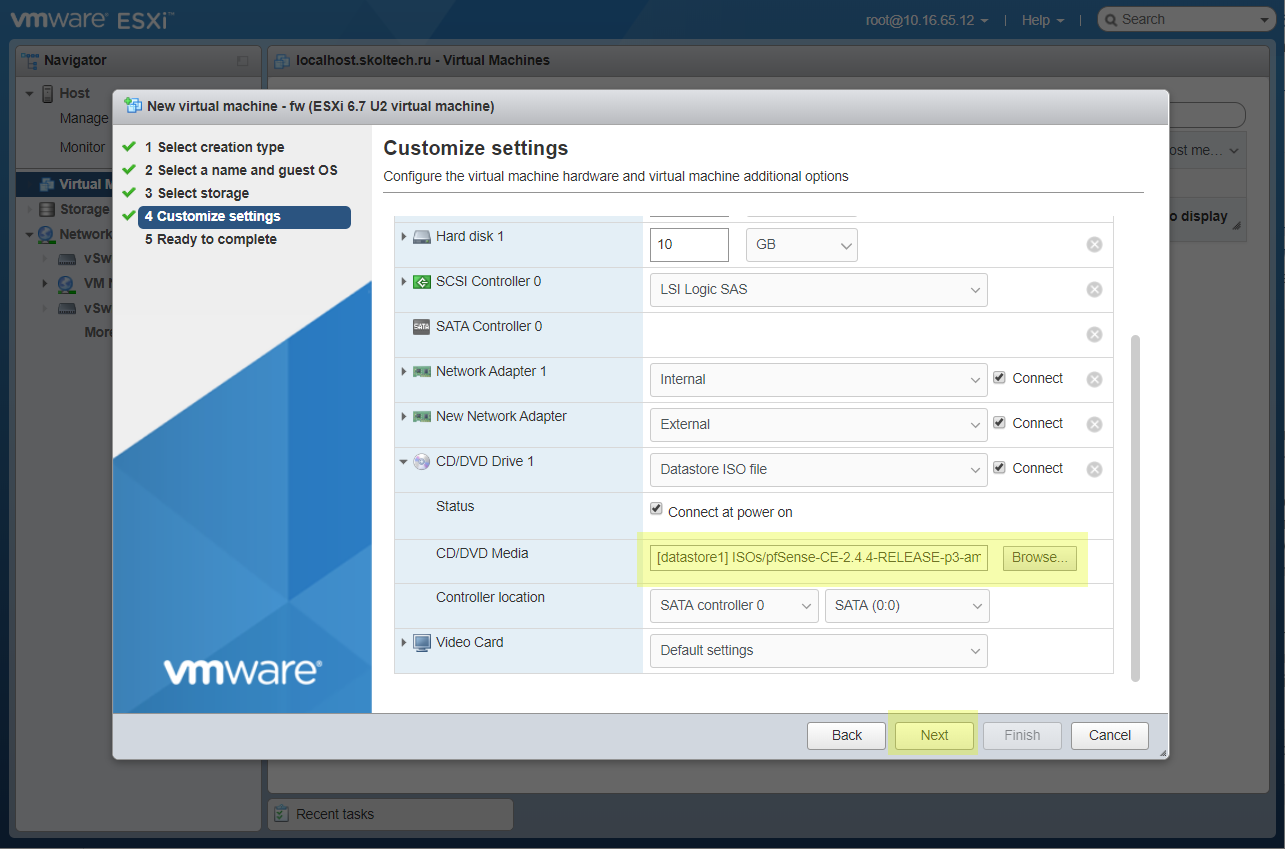 vmware® ESXi™
root@10.16.65.12 | Help | Search
Navigator
localhost.skoltech.ru - Virtual Machines
Host
Manage
Monitor
Virtual M
Storage
Network
vSw
VM N
vSw
More
ost me...
o display
New virtual machine - fw (ESXi 6.7 U2 virtual machine)
1 Select creation type
2 Select a name and guest OS
3 Select storage
4 Customize settings
5 Ready to complete
vmware®
Customize settings
Configure the virtual machine hardware and virtual machine additional options
Hard disk 1 10 GB
SCSI Controller 0 LSI Logic SAS
SATA SATA Controller 0
Network Adapter 1 Internal Connect
New Network Adapter External Connect
CD/DVD Drive 1 Datastore ISO file Connect
Status Connect at power on
CD/DVD Media [datastore1] ISOs/pfSense-CE-2.4.4-RELEASE-p3-am Browse...
Controller location SATA controller 0 SATA (0:0)
Video Card Default settings
Back Next Finish Cancel
Recent tasks